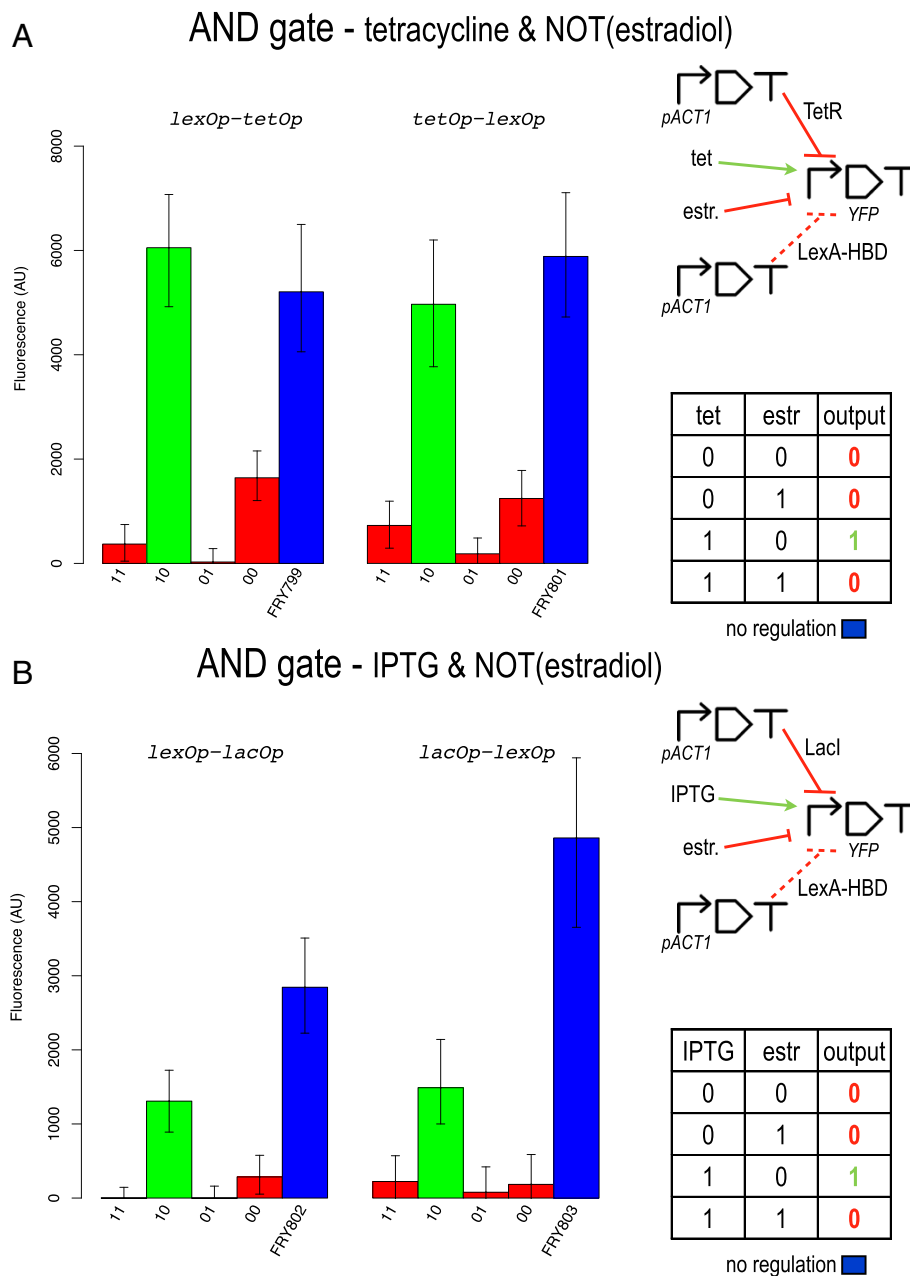 A
AND gate - tetracycline & NOT(estradiol)
lexOp-tetOp
tetOp-lexOp
Fluorescence (AU)
8000
6000
4000
2000
0
11
10
01
00
FRY799
11
10
01
00
FRY801
pACT1
TetR
tet
estr.
YFP
LexA-HBD
pACT1
tet estr output
0 0 0
0 1 0
1 0 1
1 1 0
no regulation
B
AND gate - IPTG & NOT(estradiol)
lexOp-lacOp
lacOp-lexOp
Fluorescence (AU)
6000
5000
4000
3000
2000
1000
0
11
10
01
00
FRY802
11
10
01
00
FRY803
pACT1
LacI
IPTG
estr.
YFP
LexA-HBD
pACT1
IPTG estr output
0 0 0
0 1 0
1 0 1
1 1 0
no regulation